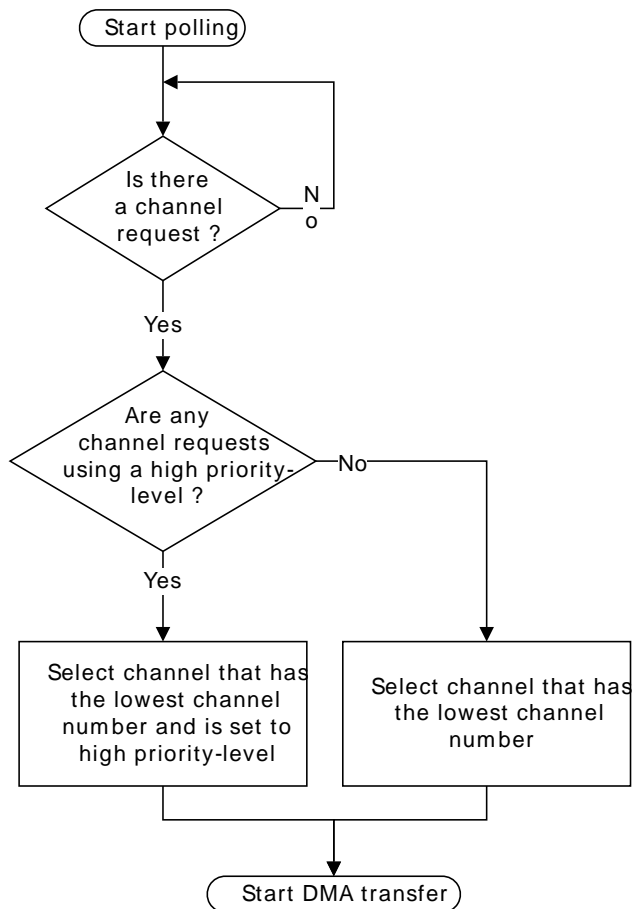 Start polling
Is there
a channel
request ?
N
o
Yes
Are any
channel requests
using a high priority-
level ?
No
Yes
Select channel that has
the lowest channel
number and is set to
high priority-level
Select channel that has
the lowest channel
number
Start DMA transfer